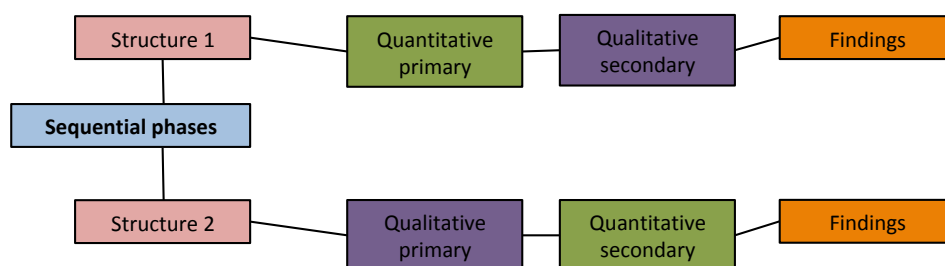 Structure 1
Quantitative
primary
Qualitative
secondary
Findings
Sequential phases
Structure 2
Qualitative
primary
Quantitative
secondary
Findings